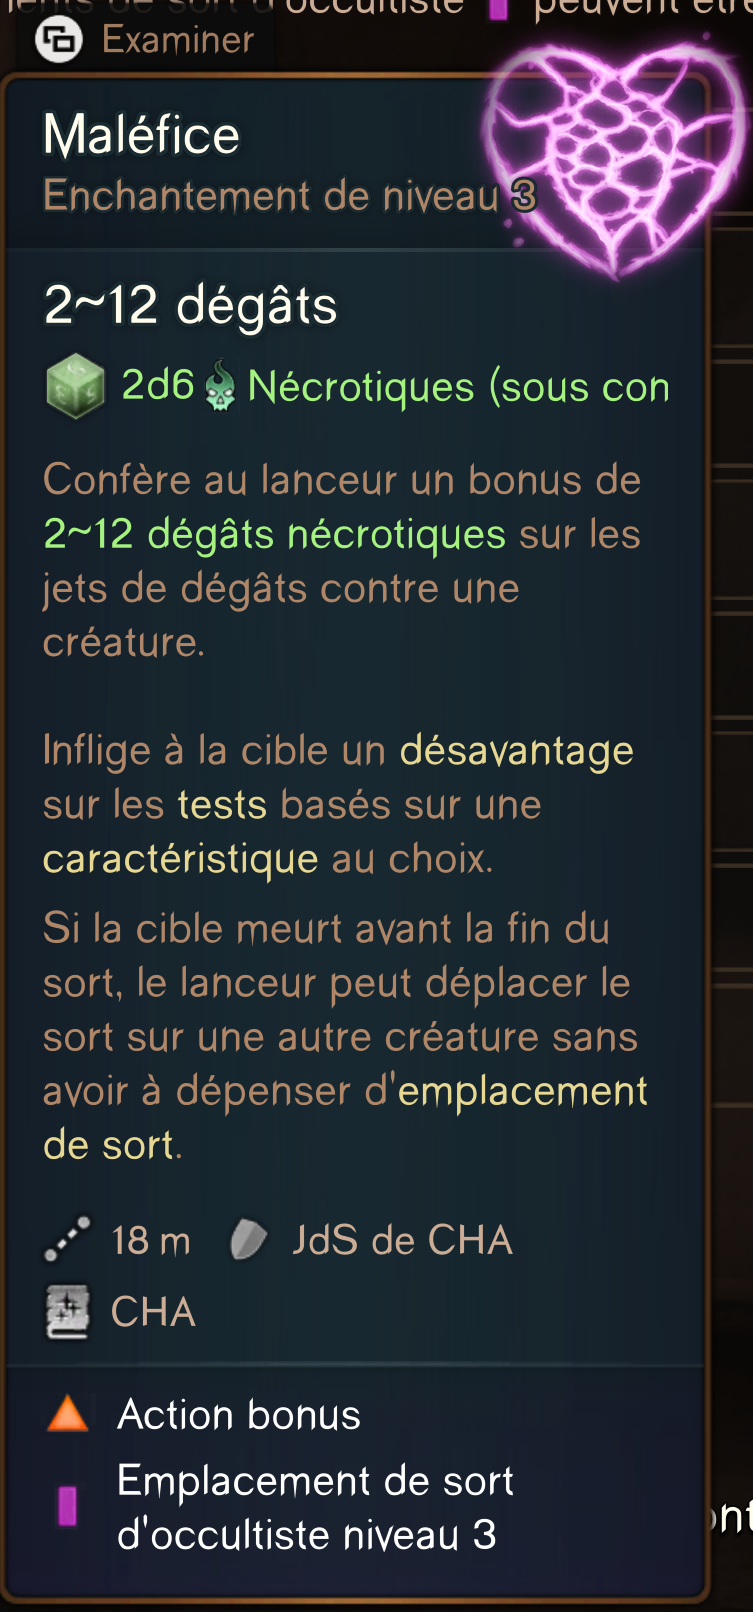 de sort d'occultiste peuvent
Examiner
Maléfice
Enchantement de niveau 3
2~12 dégâts
2d6 Nécrotiques (sous con
Confère au lanceur un bonus de
2~12 dégâts nécrotiques sur les
jets de dégâts contre une
créature.
Inflige à la cible un désavantage
sur les tests basés sur une
caractéristique au choix.
Si la cible meurt avant la fin du
sort, le lanceur peut déplacer le
sort sur une autre créature sans
avoir à dépenser d'emplacement
de sort.
18 m JdS de CHA
CHA
Action bonus
Emplacement de sort
d'occultiste niveau 3